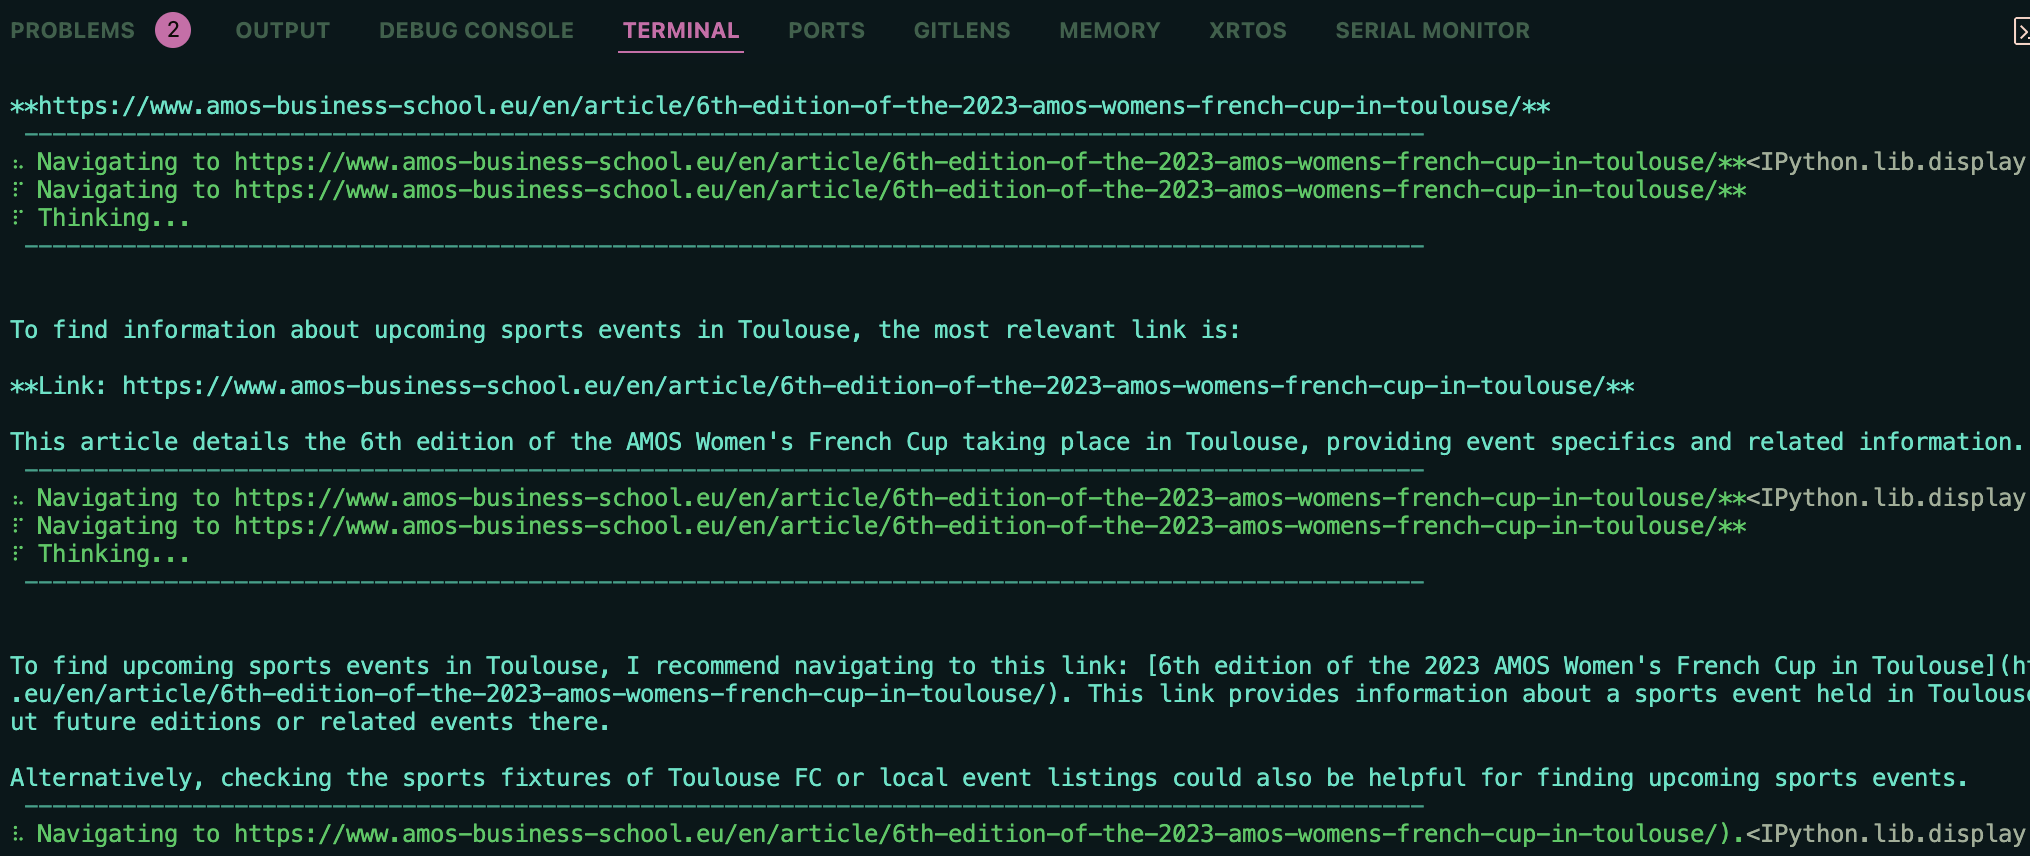 PROBLEMS 2 OUTPUT DEBUG CONSOLE TERMINAL PORTS GITLENS MEMORY XRTOS SERIAL MONITOR
**https://www.amos-business-school.eu/en/article/6th-edition-of-the-2023-amos-womens-french-cup-in-toulouse/**
Navigating to https://www.amos-business-school.eu/en/article/6th-edition-of-the-2023-amos-womens-french-cup-in-toulouse/**<IPython.lib.display
Navigating to https://www.amos-business-school.eu/en/article/6th-edition-of-the-2023-amos-womens-french-cup-in-toulouse/**
Thinking...
To find information about upcoming sports events in Toulouse, the most relevant link is:
**Link: https://www.amos-business-school.eu/en/article/6th-edition-of-the-2023-amos-womens-french-cup-in-toulouse/**
This article details the 6th edition of the AMOS Women's French Cup taking place in Toulouse, providing event specifics and related information.
Navigating to https://www.amos-business-school.eu/en/article/6th-edition-of-the-2023-amos-womens-french-cup-in-toulouse/**<IPython.lib.display
Navigating to https://www.amos-business-school.eu/en/article/6th-edition-of-the-2023-amos-womens-french-cup-in-toulouse/**
Thinking...
To find upcoming sports events in Toulouse, I recommend navigating to this link: [6th edition of the 2023 AMOS Women's French Cup in Toulouse](
.eu/en/article/6th-edition-of-the-2023-amos-womens-french-cup-in-toulouse/). This link provides information about a sports event held in Toulouse
ut future editions or related events there.
Alternatively, checking the sports fixtures of Toulouse FC or local event listings could also be helpful for finding upcoming sports events.
Navigating to https://www.amos-business-school.eu/en/article/6th-edition-of-the-2023-amos-womens-french-cup-in-toulouse/).<IPython.lib.display